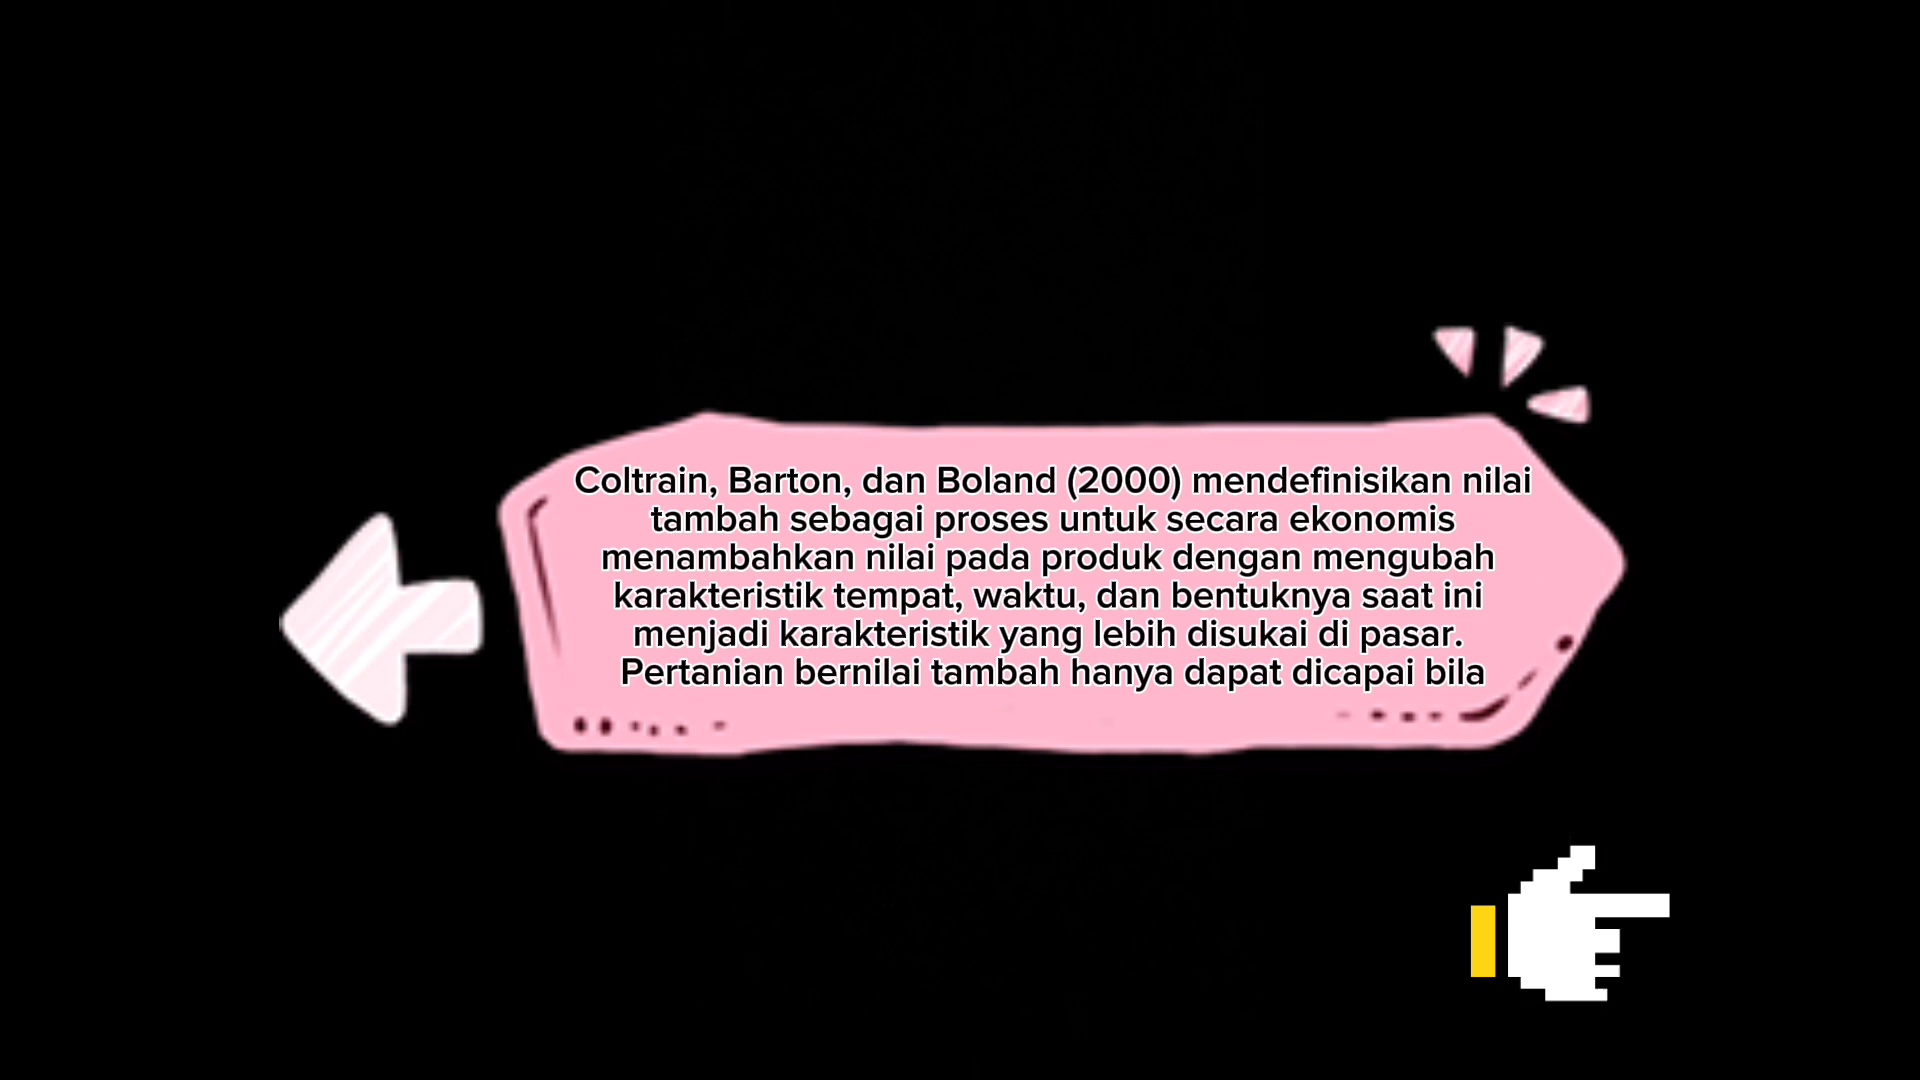 Coltrain, Barton, dan Boland (2000) mendefinisikan nilai
tambah sebagai proses untuk secara ekonomis
menambahkan nilai pada produk dengan mengubah
karakteristik tempat, waktu, dan bentuknya saat ini
menjadi karakteristik yang lebih disukai di pasar.
Pertanian bernilai tambah hanya dapat dicapai bila